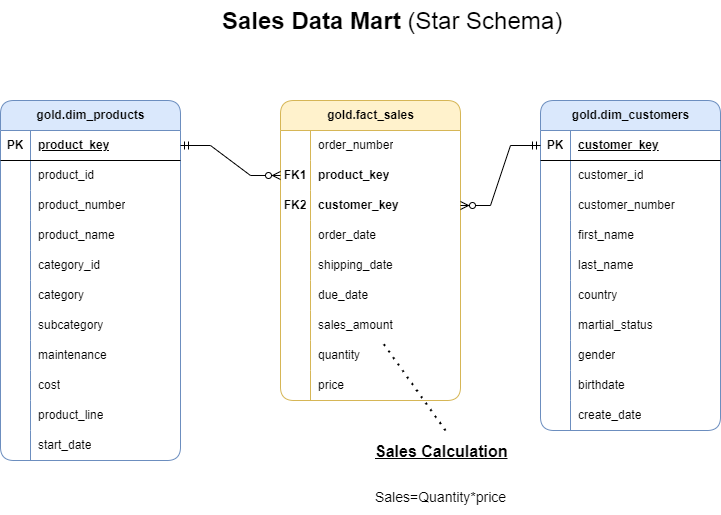 Sales Data Mart (Star Schema)
gold.dim_products
PK product_key
product_id
product_number
product_name
category_id
category
subcategory
maintenance
cost
product_line
start_date
gold.fact_sales
order_number
FK1 product_key
FK2 customer_key
order_date
shipping_date
due_date
sales_amount
quantity
price
gold.dim_customers
PK customer_key
customer_id
customer_number
first_name
last_name
country
martial_status
gender
birthdate
create_date
Sales Calculation
Sales=Quantity*price